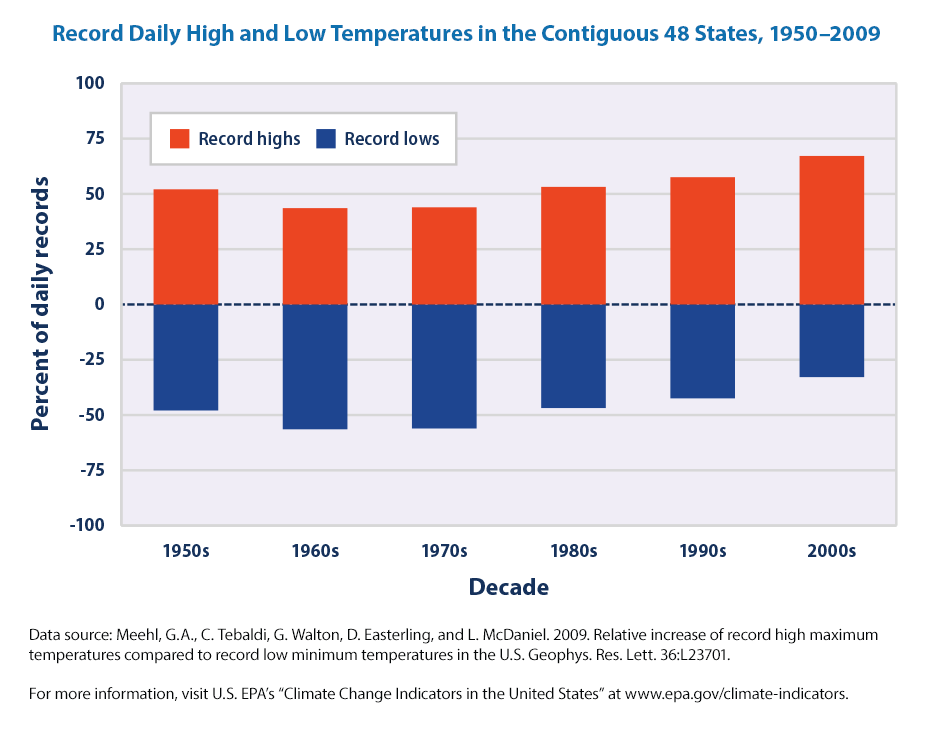 Record Daily High and Low Temperatures in the Contiguous 48 States, 1950–2009
Percent of daily records
100
75
50
25
0
-25
-50
-75
-100
Record highs Record lows
1950s 1960s 1970s 1980s 1990s 2000s
Decade
Data source: Meehl, G.A., C. Tebaldi, G. Walton, D. Easterling, and L. McDaniel. 2009. Relative increase of record high maximum
temperatures compared to record low minimum temperatures in the U.S. Geophys. Res. Lett. 36:L23701.
For more information, visit U.S. EPA’s “Climate Change Indicators in the United States” at www.epa.gov/climate-indicators.